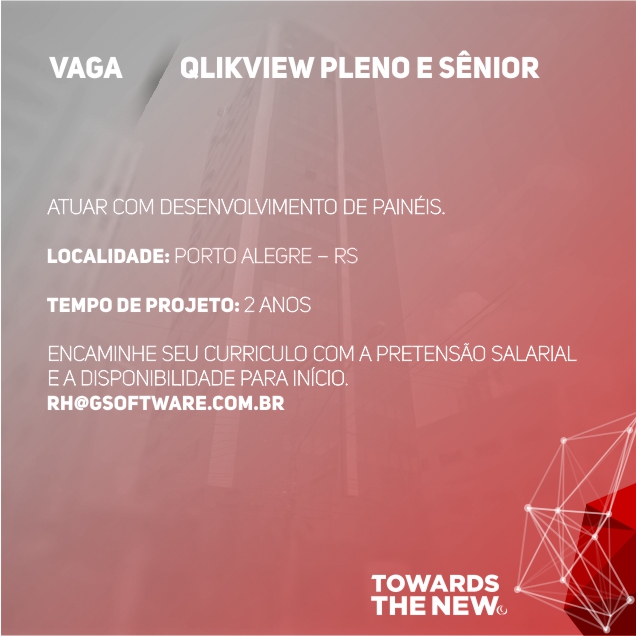 VAGA QLIKVIEW PLENO E SÊNIOR
ATUAR COM DESENVOLVIMENTO DE PAINÉIS.
LOCALIDADE: PORTO ALEGRE – RS
TEMPO DE PROJETO: 2 ANOS
ENCAMINHE SEU CURRICULO COM A PRETENSÃO SALARIAL
E A DISPONIBILIDADE PARA INÍCIO.
RH@GSOFTWARE.COM.BR
TOWARDS
THE NEW